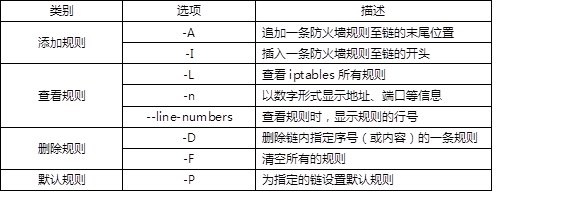 类别 选项 描述
添加规则 -A 追加一条防火墙规则至链的末尾位置
-I 插入一条防火墙规则至链的开头
查看规则 -L 查看 iptables 所有规则
-n 以数字形式显示地址、端口等信息
--line-numbers 查看规则时，显示规则的行号
删除规则 -D 删除链内指定序号（或内容）的一条规则
-F 清空所有的规则
默认规则 -P 为指定的链设置默认规则